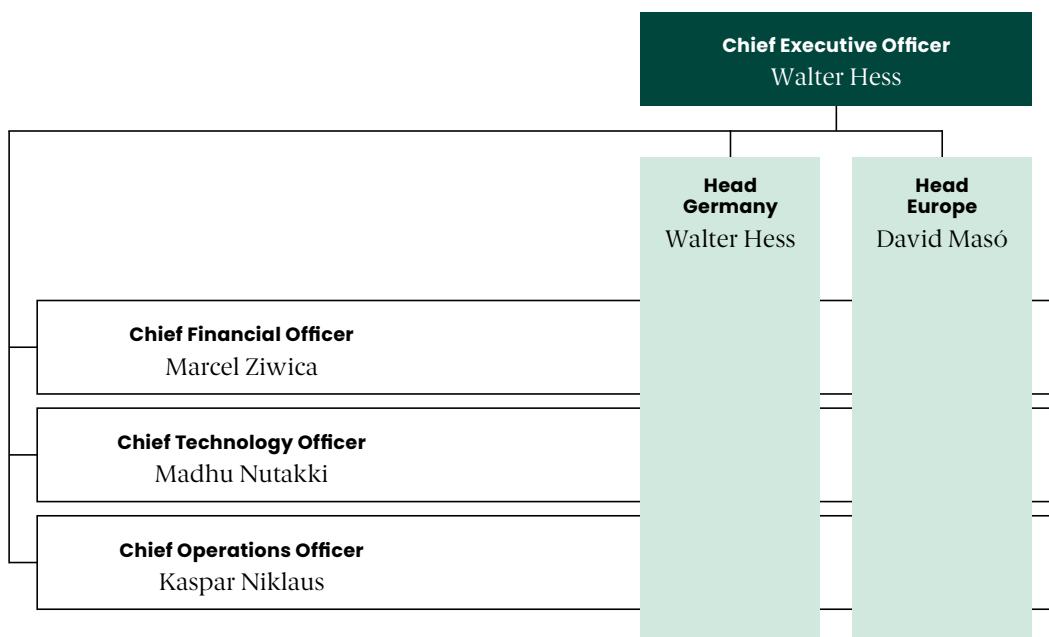 Chief Executive Officer
Walter Hess
Head
Germany
Walter Hess
Head
Europe
David Masó
Chief Financial Officer
Marcel Ziwica
Chief Technology Officer
Madhu Nutakki
Chief Operations Officer
Kaspar Niklaus